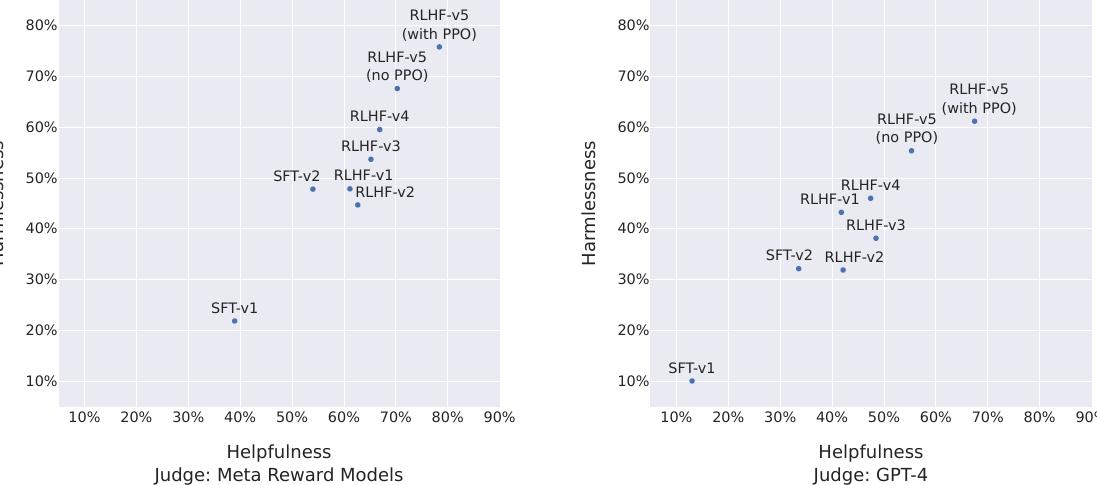 80%
70%
60%
50%
40%
30%
20%
10%
RLHF-v5
(with PPO)
RLHF-v5
(no PPO)
RLHF-v4
RLHF-v3
SFT-v2
RLHF-v1
RLHF-v2
SFT-v1
10%
20%
30%
40%
50%
60%
70%
80%
90%
Helpfulness
Judge: Meta Reward Models
Harmlessness
80%
70%
60%
50%
40%
30%
20%
10%
RLHF-v5
(with PPO)
RLHF-v5
(no PPO)
RLHF-v4
RLHF-v1
RLHF-v3
SFT-v2
RLHF-v2
SFT-v1
10%
20%
30%
40%
50%
60%
70%
80%
Helpfulness
Judge: GPT-4